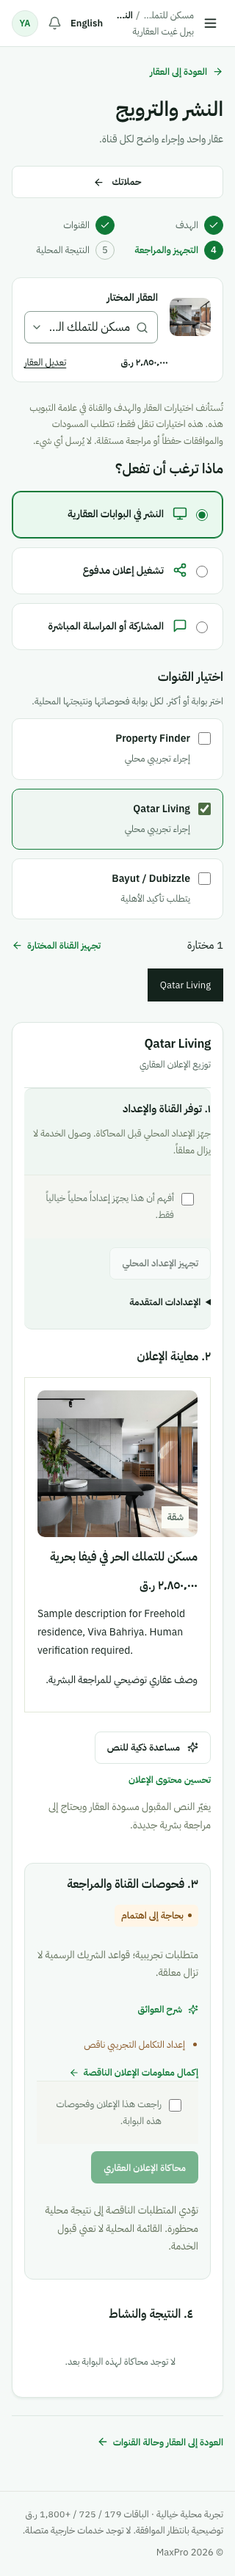 مسكن للتملك... / الن...
بيرل غيت العقارية
English
YA
العودة إلى العقار
النشر والترويج
عقار واحد وإجراء واضح لكل قناة.
حملاتك
الهدف
القنوات
4 التجهيز والمراجعة
5 النتيجة المحلية
العقار المختار
مسكن للتملك ال...
٢٬٨٥٠٬٠٠٠ ر.ق
تعديل العقار
تُستأنف اختيارات العقار والهدف والقناة في علامة التبويب
هذه. هذه اختيارات تنقل فقط؛ تتطلب المسودات
والموافقات حفظاً أو مراجعة مستقلة. لا يُرسل أي شيء.
ماذا ترغب أن تفعل؟
النشر في البوابات العقارية
تشغيل إعلان مدفوع
المشاركة أو المراسلة المباشرة
اختيار القنوات
اختر بوابة أو أكثر. لكل بوابة فحوصاتها ونتيجتها المحلية.
Property Finder
إجراء تجريبي محلي
Qatar Living
إجراء تجريبي محلي
Bayut / Dubizzle
يتطلب تأكيد الأهلية
1 مختارة
تجهيز القناة المختارة
Qatar Living
Qatar Living
توزيع الإعلان العقاري
١. توفر القناة والإعداد
جهّز الإعداد المحلي قبل المحاكاة. وصول الخدمة لا
يزال معلقاً.
أفهم أن هذا يجهّز إعداداً محلياً خيالياً
فقط.
تجهيز الإعداد المحلي
الإعدادات المتقدمة
٢. معاينة الإعلان
شقة
مسكن للتملك الحر في فيفا بحرية
٢٬٨٥٠٬٠٠٠ ر.ق
Sample description for Freehold
residence, Viva Bahriya. Human
verification required.
وصف عقاري توضيحي للمراجعة البشرية.
مساعدة ذكية للنص
تحسين محتوى الإعلان
يغيّر النص المقبول مسودة العقار ويحتاج إلى
مراجعة بشرية جديدة.
٣. فحوصات القناة والمراجعة
بحاجة إلى اهتمام
متطلبات تجريبية؛ قواعد الشريك الرسمية لا
تزال معلقة.
شرح العوائق
إعداد التكامل التجريبي ناقص
إكمال معلومات الإعلان الناقصة
راجعت هذا الإعلان وفحوصات
هذه البوابة.
محاكاة الإعلان العقاري
تؤدي المتطلبات الناقصة إلى نتيجة محلية
محظورة. القائمة المحلية لا تعني قبول
الخدمة.
٤. النتيجة والنشاط
لا توجد محاكاة لهذه البوابة بعد.
العودة إلى العقار وحالة القنوات
تجربة محلية خيالية · الباقات 179 / 725 / +1,800 ر.ق
توضيحية بانتظار الموافقة. لا توجد خدمات خارجية متصلة.
© 2026 MaxPro